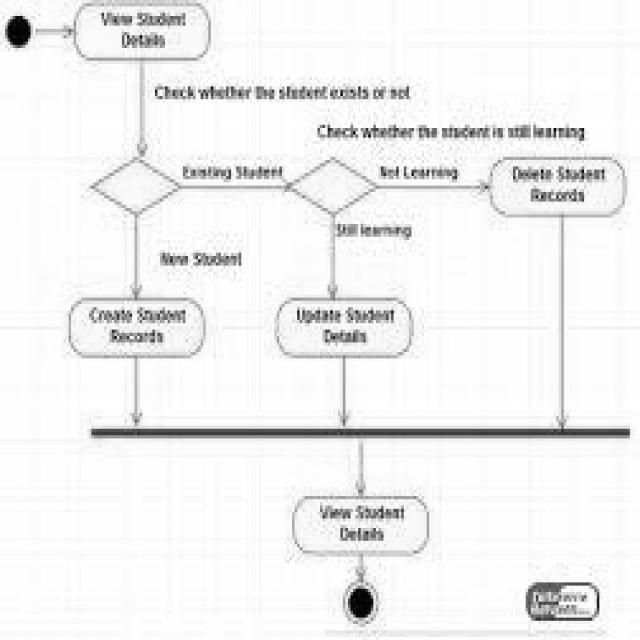 View Student
Details
Check whether the student exists or not
Check whether the student is still learning
Existing Student
Not Learning
Delete Student
Records
Still learning
New Student
Create Student
Records
Update Student
Details
View Student
Details